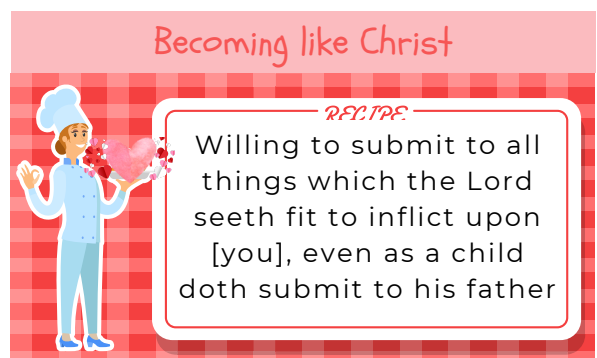 Becoming like Christ
RECIPE
Willing to submit to all
things which the Lord
seeth fit to inflict upon
[you], even as a child
doth submit to his father